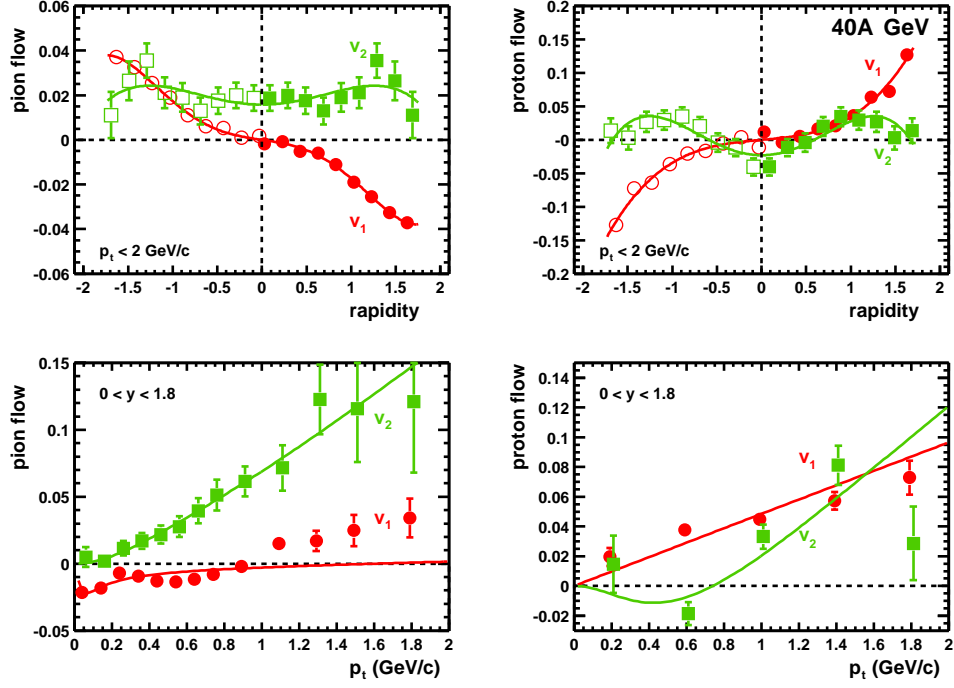 pion flow
0.06
0.04
0.02
0
-0.02
-0.04
-0.06
v2
v1
pt < 2 GeV/c
-2 -1.5 -1 -0.5 0 0.5 1 1.5 2
rapidity
proton flow
0.2
0.15
0.1
0.05
0
-0.05
-0.1
-0.15
-0.2
40A GeV
v1
v2
pt < 2 GeV/c
-2 -1.5 -1 -0.5 0 0.5 1 1.5 2
rapidity
pion flow
0.15
0.1
0.05
0
-0.05
0 < y < 1.8
v2
v1
0 0.2 0.4 0.6 0.8 1 1.2 1.4 1.6 1.8 2
pt (GeV/c)
proton flow
0.14
0.12
0.1
0.08
0.06
0.04
0.02
0
-0.02
0 < y < 1.8
v1
v2
0 0.2 0.4 0.6 0.8 1 1.2 1.4 1.6 1.8 2
pt (GeV/c)